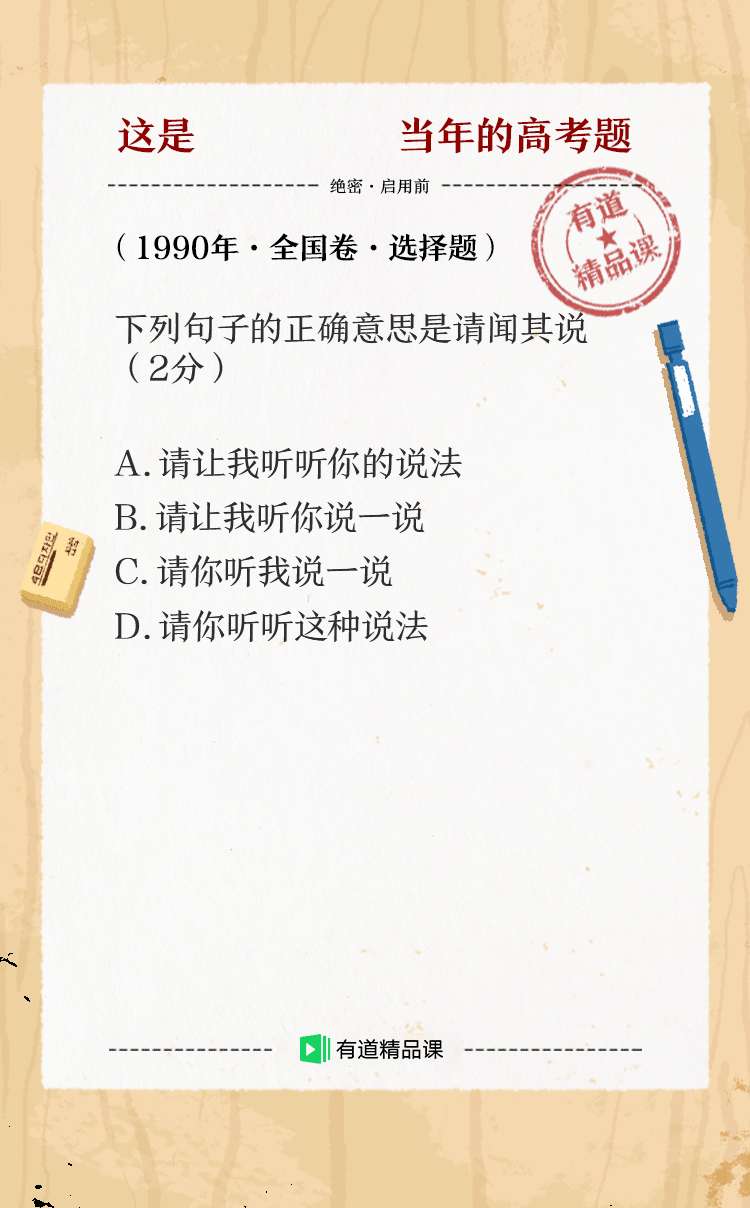 这是 当年的高考题
绝密·启用前
（1990年·全国卷·选择题）
有道
精品课
下列句子的正确意思是请闻其说
（2分）
A.请让我听听你的说法
B.请让我听你说一说
C.请你听我说一说
D.请你听听这种说法
有道精品课